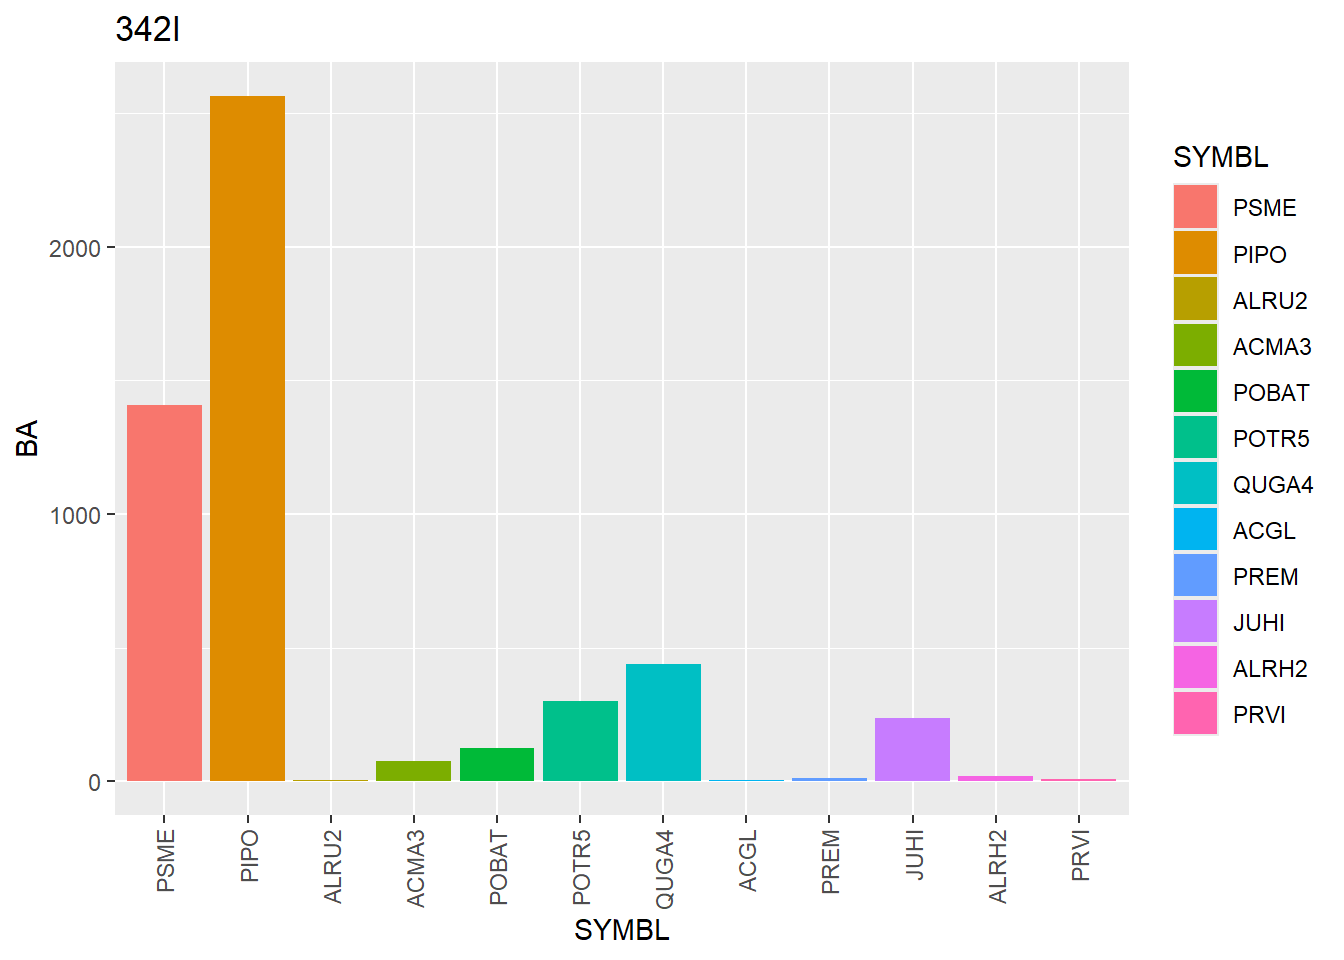 342I
BA
2000
1000
0
PSME
PIPO
ALRU2
ACMA3
POBAT
POTR5
QUGA4
ACGL
PREM
JUHI
ALRH2
PRVI
SYMBL
SYMBL
PSME
PIPO
ALRU2
ACMA3
POBAT
POTR5
QUGA4
ACGL
PREM
JUHI
ALRH2
PRVI